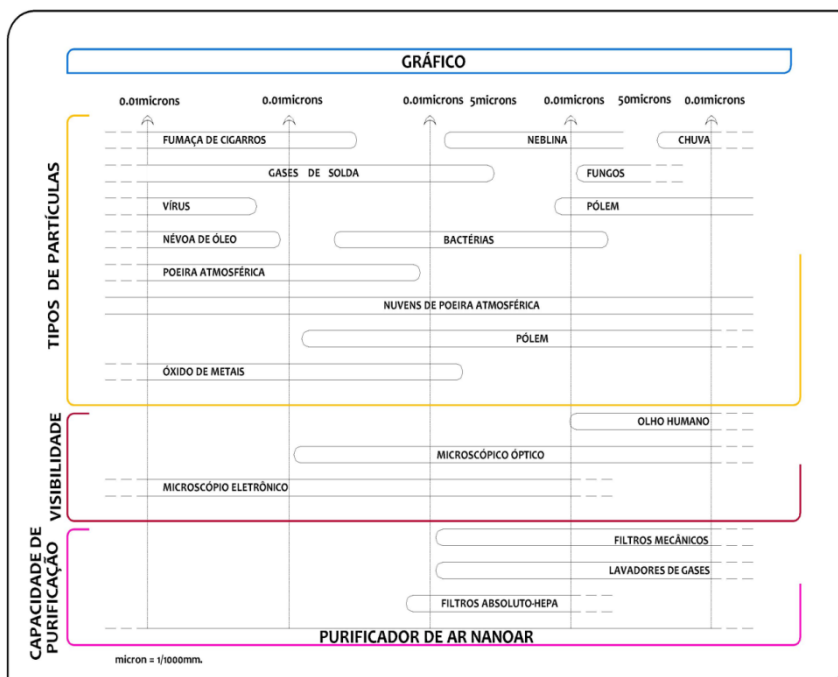 GRÁFICO
0.01microns 0.01microns 0.01microns 5microns 0.01microns 50microns 0.01microns
TIPOS DE PARTÍCULAS
FUMAÇA DE CIGARROS NEBLINA CHUVA
GASES DE SOLDA FUNGOS
VÍRUS PÓLEM
NÉVOA DE ÓLEO BACTÉRIAS
POEIRA ATMOSFÉRICA
NUVENS DE POEIRA ATMOSFÉRICA
PÓLEM
ÓXIDO DE METAIS
VISIBILIDADE
OLHO HUMANO
MICROSCÓPICO ÓPTICO
MICROSCÓPIO ELETRÔNICO
CAPACIDADE DE
PURIFICAÇÃO
FILTROS MECÂNICOS
LAVADORES DE GASES
FILTROS ABSOLUTO-HEPA
PURIFICADOR DE AR NANOAR
micron = 1/1000mm.